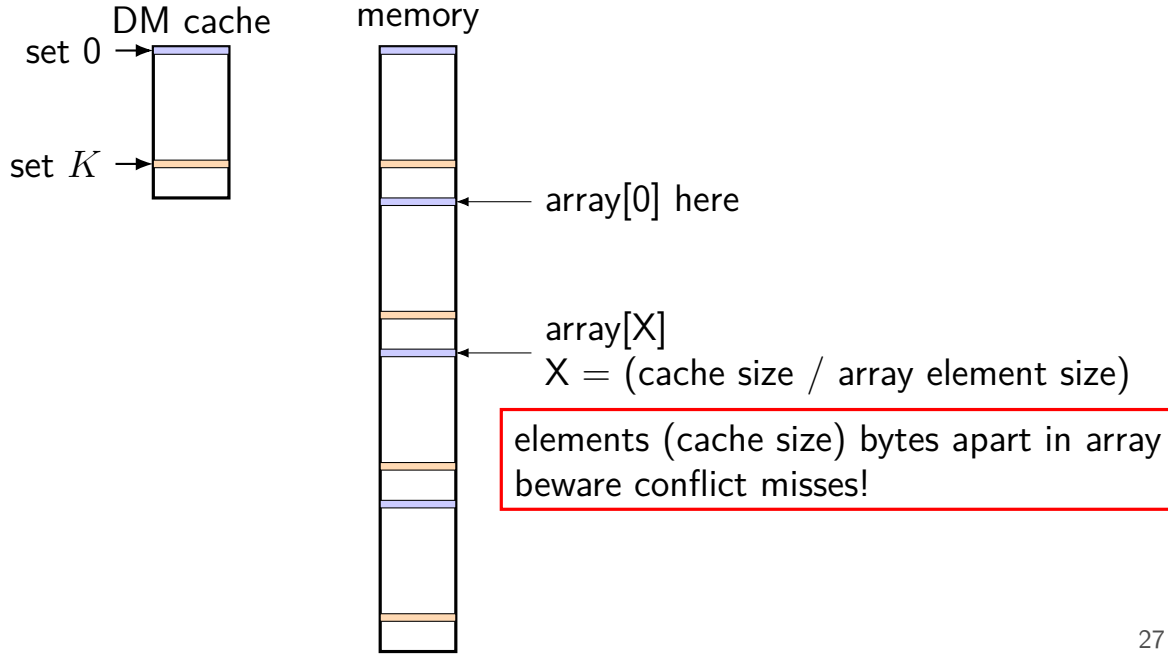 DM cache
memory
set 0
set K
array[0] here
array[X]
X = (cache size / array element size)
elements (cache size) bytes apart in array
beware conflict misses!
27